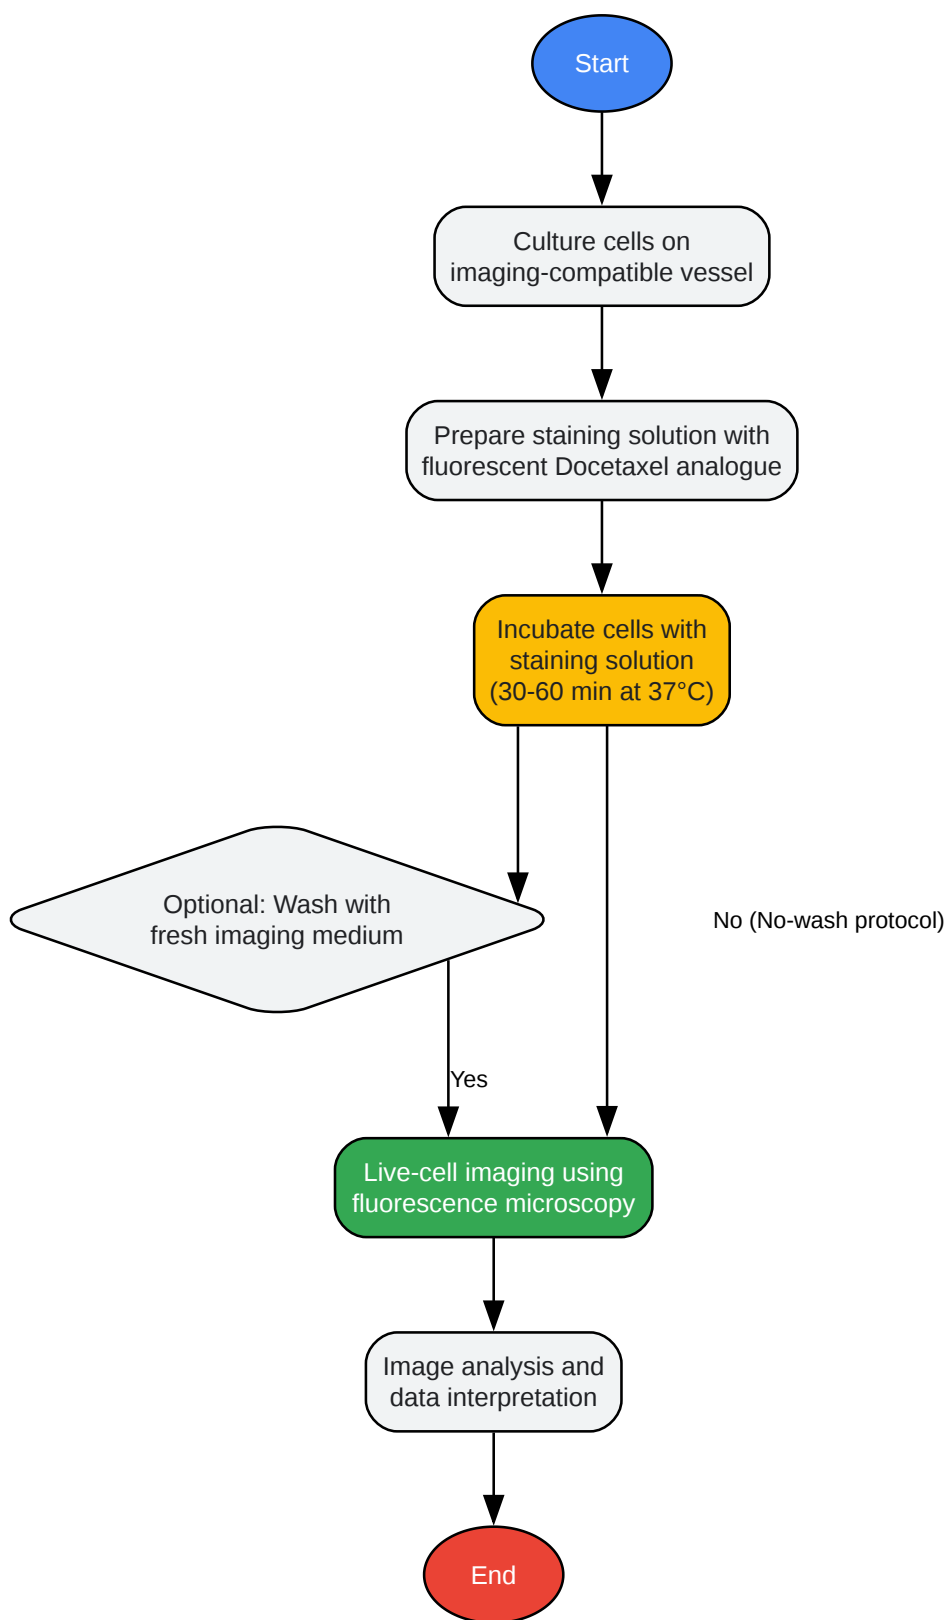 Start
Culture cells on
imaging-compatible vessel
Prepare staining solution with
fluorescent Docetaxel analogue
Incubate cells with
staining solution
(30-60 min at 37°C)
Optional: Wash with
fresh imaging medium
No (No-wash protocol)
Yes
Live-cell imaging using
fluorescence microscopy
Image analysis and
data interpretation
End